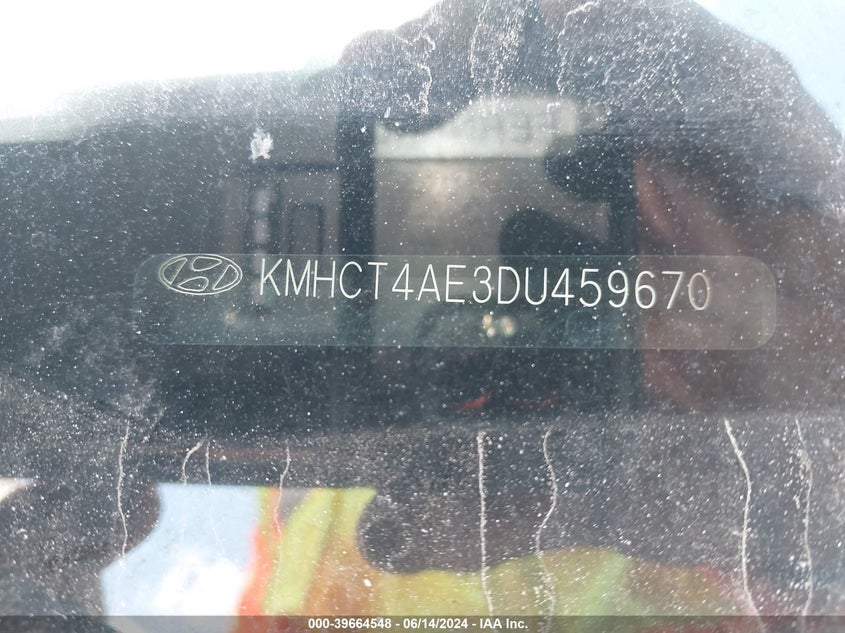 KMHCT4AE3DU459670
000-39664548 - 06/14/2024 - IAA Inc.